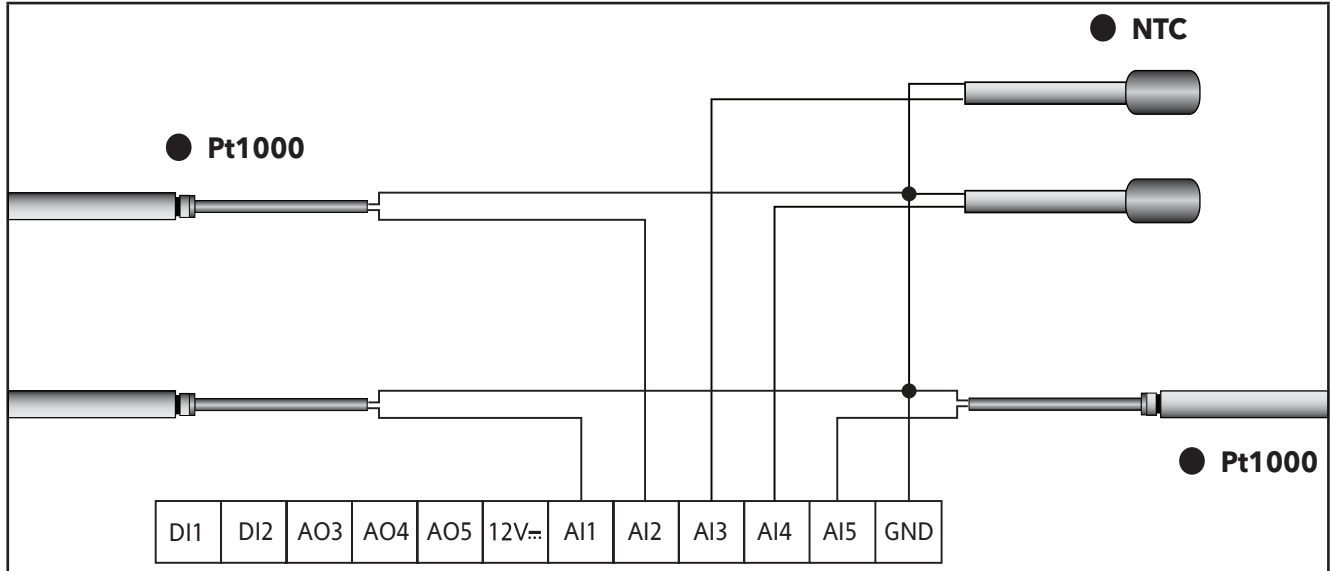 NTC
Pt1000
Pt1000
DI1 DI2 AO3 AO4 AO5 12V⎓ AI1 AI2 AI3 AI4 AI5 GND